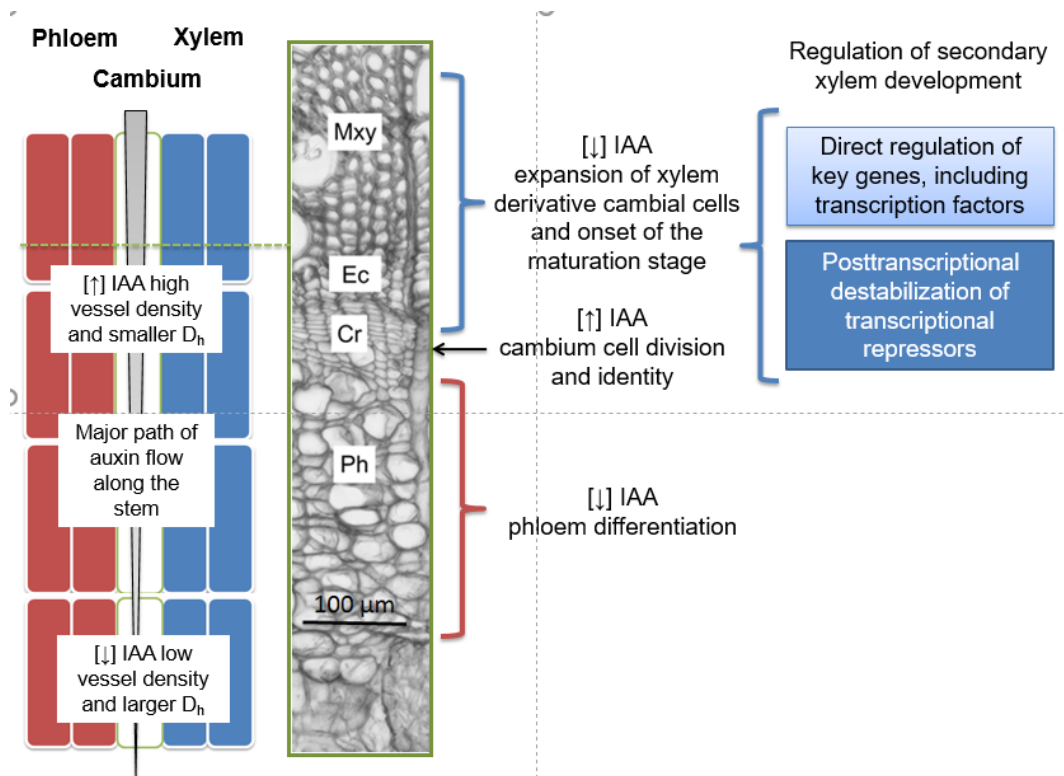 Phloem
Xylem
Cambium
[↑] IAA high
vessel density
and smaller Dₕ
Major path of
auxin flow
along the
stem
[↓] IAA low
vessel density
and larger Dₕ
Mxy
Ec
Cr
Ph
100 µm
[↓] IAA
expansion of xylem
derivative cambial cells
and onset of the
maturation stage
[↑] IAA
cambium cell division
and identity
[↓] IAA
phloem differentiation
Regulation of secondary
xylem development
Direct regulation of
key genes, including
transcription factors
Posttranscriptional
destabilization of
transcriptional
repressors